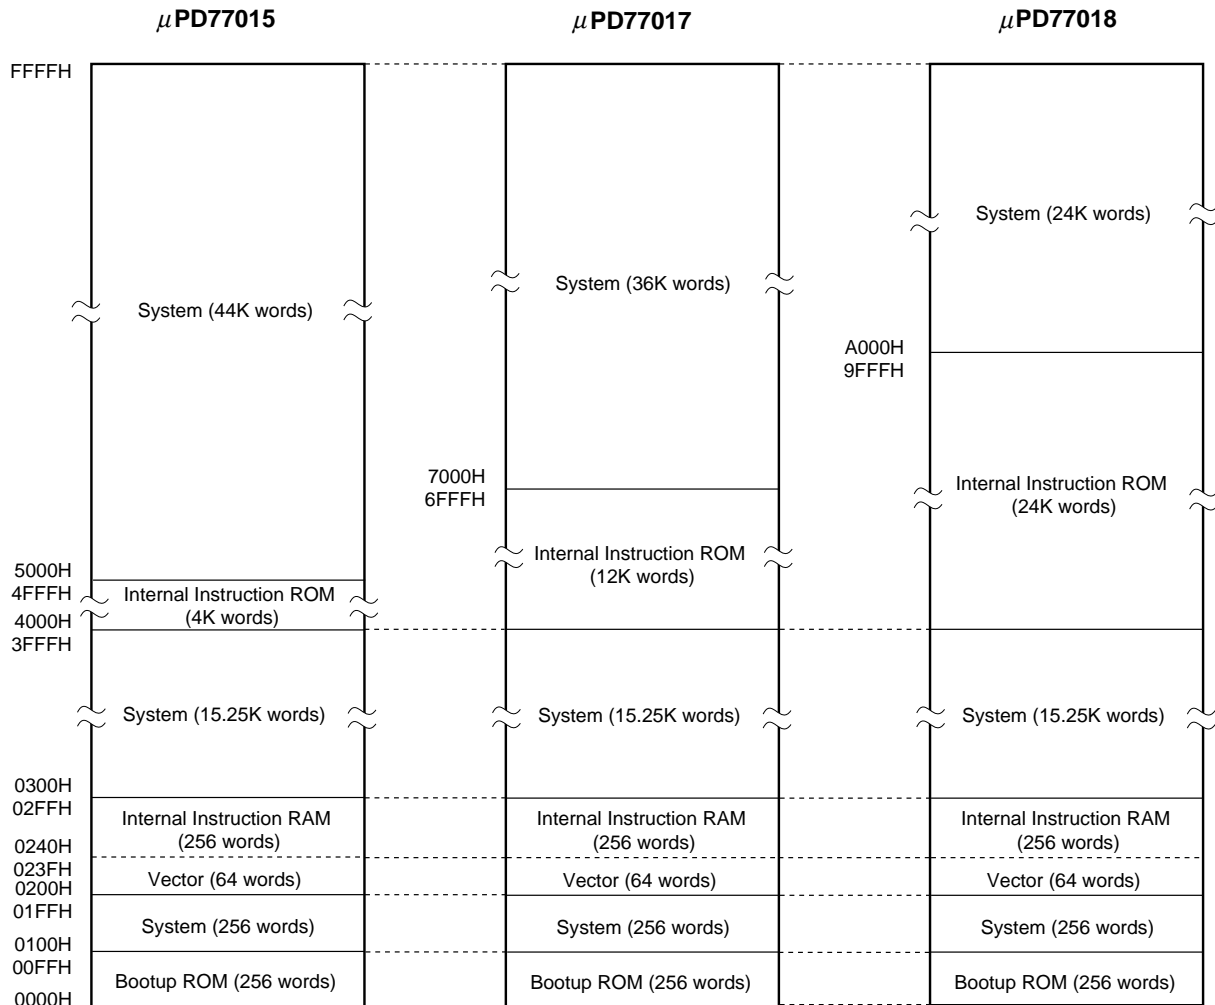 μPD77015
μPD77017
μPD77018
FFFFH
System (24K words)
System (36K words)
System (44K words)
A000H
9FFFH
7000H
6FFFH
Internal Instruction ROM
(24K words)
Internal Instruction ROM
(12K words)
5000H
4FFFH
Internal Instruction ROM
(4K words)
4000H
3FFFH
System (15.25K words)
System (15.25K words)
System (15.25K words)
0300H
02FFH
Internal Instruction RAM
(256 words)
Internal Instruction RAM
(256 words)
Internal Instruction RAM
(256 words)
0240H
023FH
Vector (64 words)
Vector (64 words)
Vector (64 words)
0200H
01FFH
System (256 words)
System (256 words)
System (256 words)
0100H
00FFH
Bootup ROM (256 words)
Bootup ROM (256 words)
Bootup ROM (256 words)
0000H